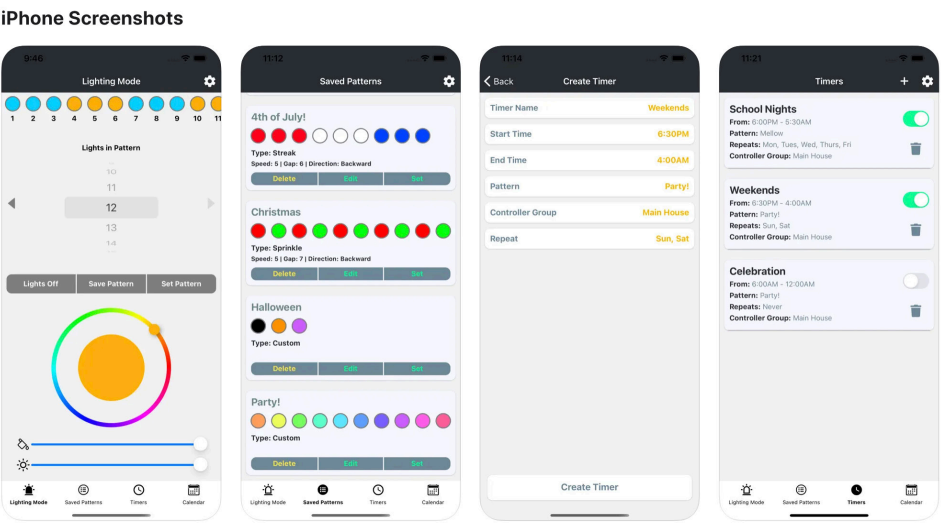 iPhone Screenshots
9:46
Lighting Mode
1 2 3 4 5 6 7 8 9 10 11
Lights in Pattern
10
11
12
13
14
Lights Off Save Pattern Set Pattern
Lighting Mode Saved Patterns Timers Calendar
11:12
Saved Patterns
4th of July!
Type: Streak
Speed: 5 | Gap: 6 | Direction: Backward
Delete Edit Set
Christmas
Type: Sprinkle
Speed: 5 | Gap: 7 | Direction: Backward
Delete Edit Set
Halloween
Type: Custom
Delete Edit Set
Party!
Type: Custom
Delete Edit Set
Lighting Mode Saved Patterns Timers Calendar
11:14
Back Create Timer
Timer Name Weekends
Start Time 6:30PM
End Time 4:00AM
Pattern Party!
Controller Group Main House
Repeat Sun, Sat
Create Timer
11:21
Timers +
School Nights
From: 6:00PM - 5:30AM
Pattern: Mellow
Repeats: Mon, Tues, Wed, Thurs, Fri
Controller Group: Main House
Weekends
From: 6:30PM - 4:00AM
Pattern: Party!
Repeats: Sun, Sat
Controller Group: Main House
Celebration
From: 6:00AM - 12:00AM
Pattern: Party!
Repeats: Never
Controller Group: Main House
Lighting Mode Saved Patterns Timers Calendar